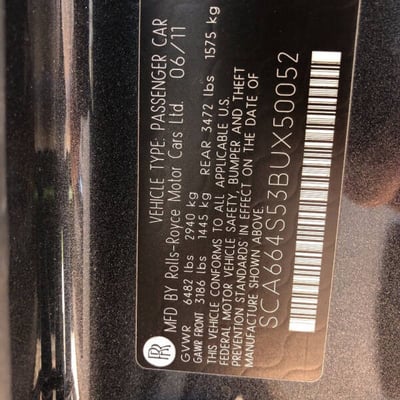 VEHICLE TYPE: PASSENGER CAR
MFD BY Rolls-Royce Motor Cars Ltd. 06/11
GVWR 6482 lbs 2940 kg
GAWR FRONT 3186 lbs 1445 kg REAR 3472 lbs 1575 kg
THIS VEHICLE CONFORMS TO ALL APPLICABLE U.S.
FEDERAL MOTOR VEHICLE SAFETY, BUMPER AND THEFT
PREVENTION STANDARDS IN EFFECT ON THE DATE OF
MANUFACTURE SHOWN ABOVE.
SCA664S53BUX50052
RR